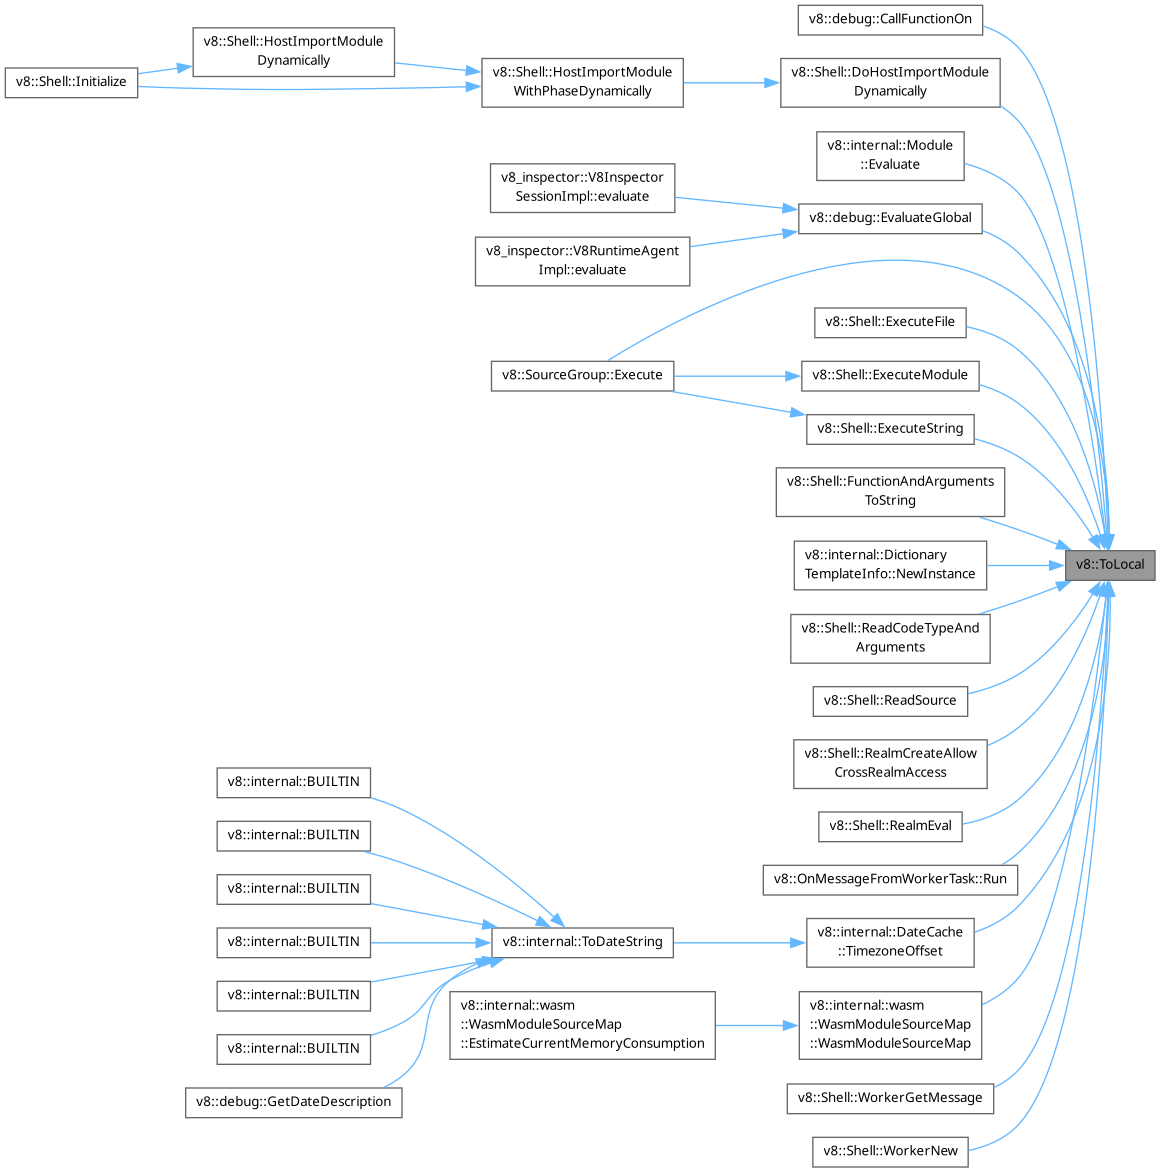 v8::debug::CallFunctionOn
v8::Shell::HostImportModule
Dynamically
v8::Shell::Initialize
v8::Shell::HostImportModule
WithPhaseDynamically
v8::Shell::DoHostImportModule
Dynamically
v8::internal::Module
::Evaluate
v8_inspector::V8Inspector
SessionImpl::evaluate
v8::debug::EvaluateGlobal
v8_inspector::V8RuntimeAgent
Impl::evaluate
v8::Shell::ExecuteFile
v8::SourceGroup::Execute
v8::Shell::ExecuteModule
v8::Shell::ExecuteString
v8::Shell::FunctionAndArguments
ToString
v8::internal::Dictionary
TemplateInfo::NewInstance
v8::ToLocal
v8::Shell::ReadCodeTypeAnd
Arguments
v8::Shell::ReadSource
v8::Shell::RealmCreateAllow
CrossRealmAccess
v8::internal::BUILTIN
v8::Shell::RealmEval
v8::internal::BUILTIN
v8::OnMessageFromWorkerTask::Run
v8::internal::BUILTIN
v8::internal::DateCache
::TimezoneOffset
v8::internal::ToDateString
v8::internal::BUILTIN
v8::internal::BUILTIN
v8::internal::wasm
::WasmModuleSourceMap
::EstimateCurrentMemoryConsumption
v8::internal::wasm
::WasmModuleSourceMap
::WasmModuleSourceMap
v8::internal::BUILTIN
v8::debug::GetDateDescription
v8::Shell::WorkerGetMessage
v8::Shell::WorkerNew